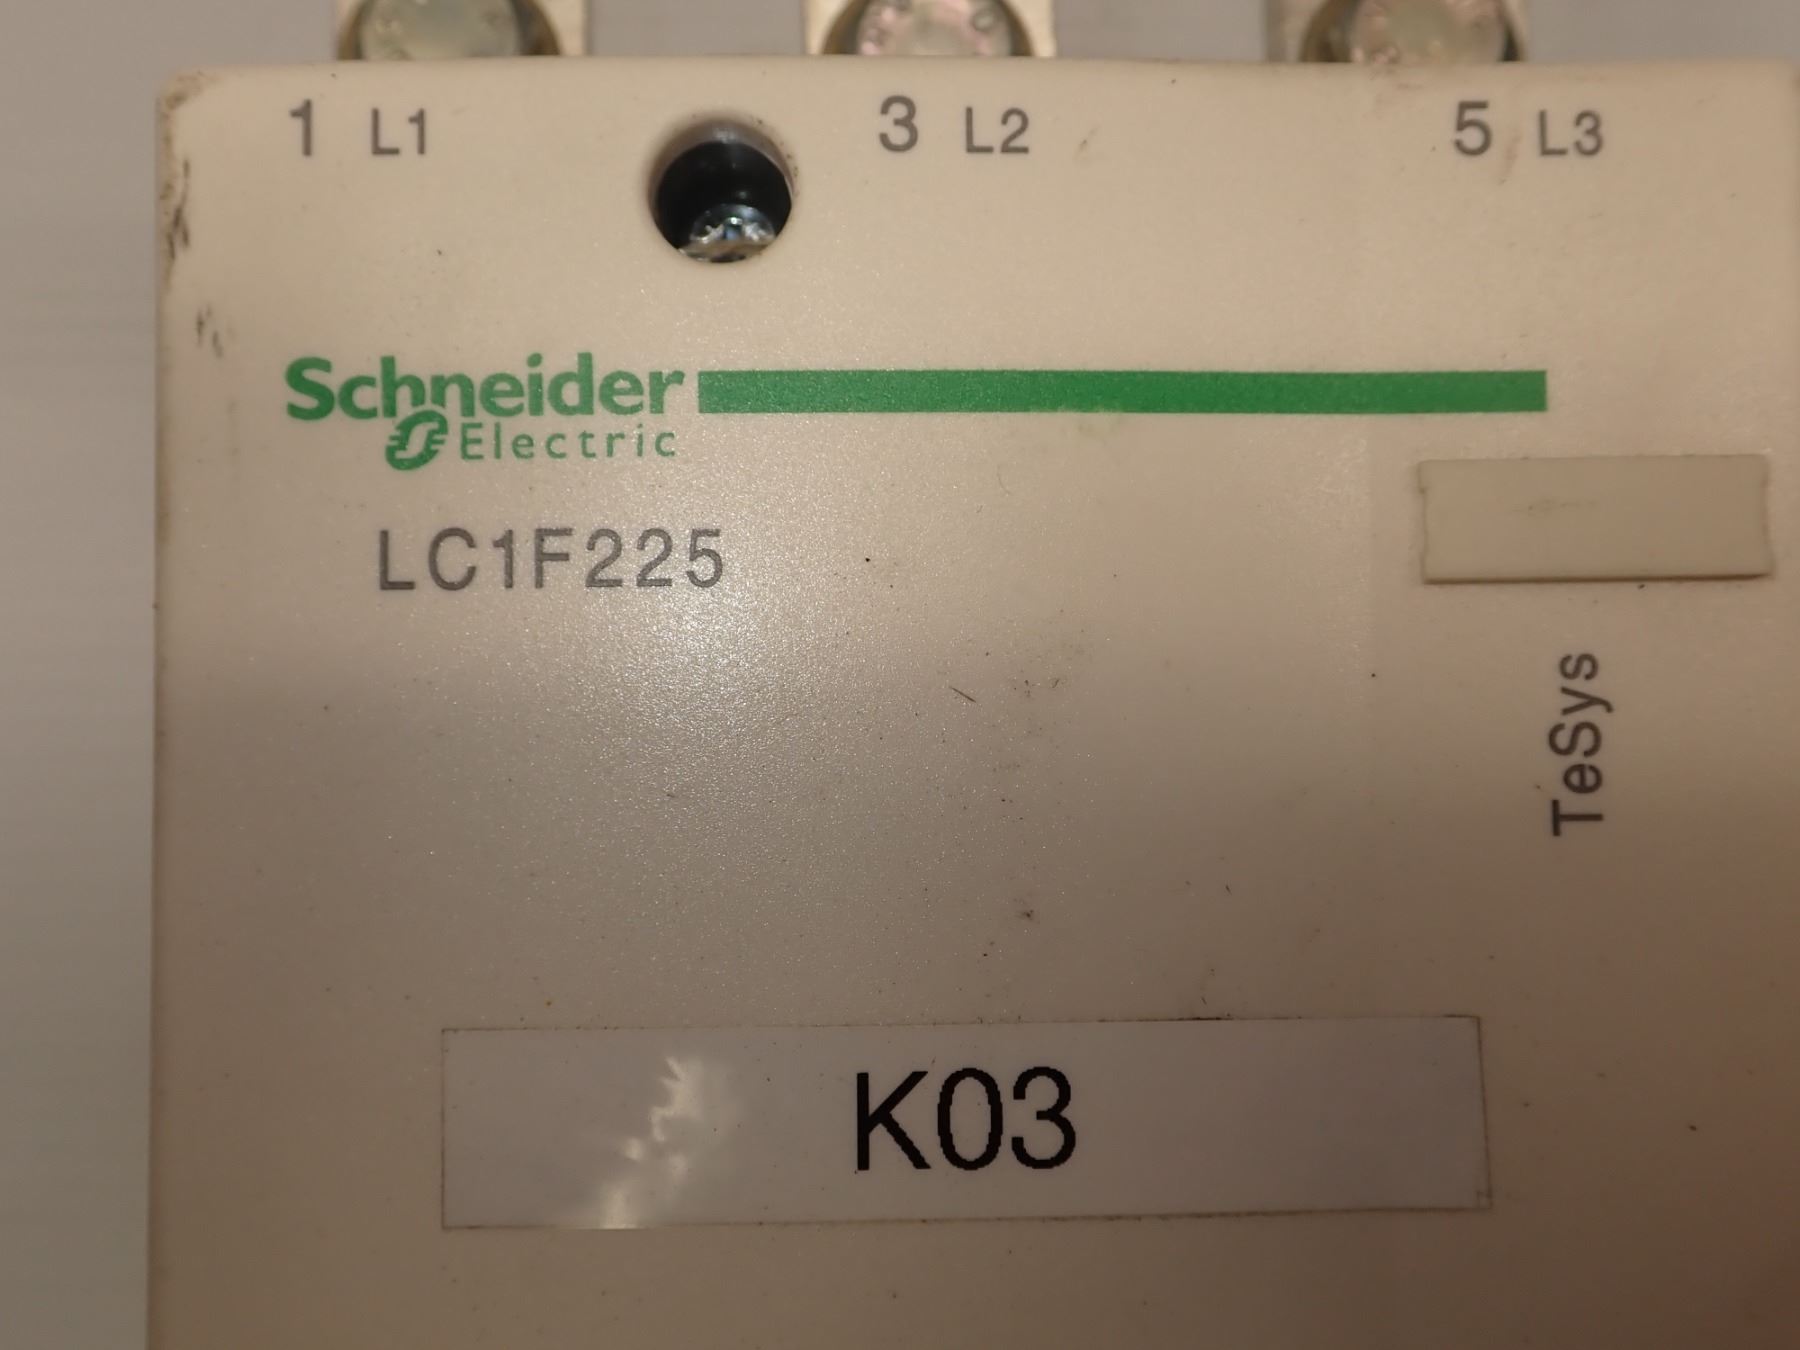 1 L1 3 L2 5 L3
Schneider
Electric
LC1F225
TeSys
K03